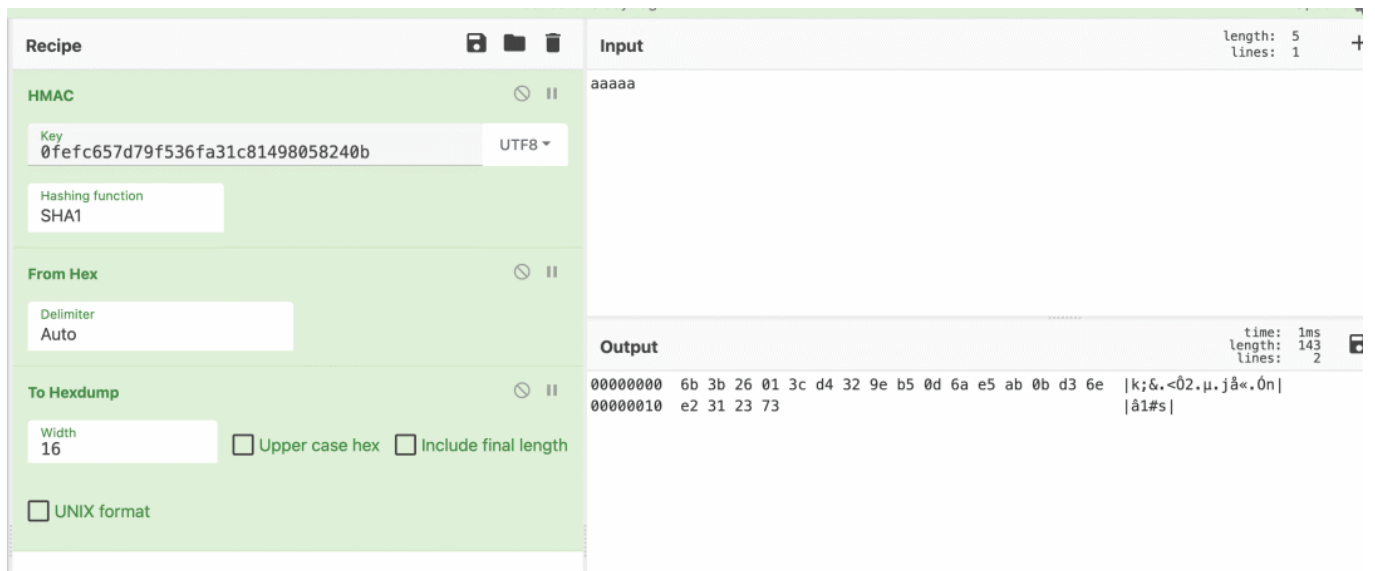 Recipe
HMAC
Key
0fefc657d79f536fa31c81498058240b
UTF8
Hashing function
SHA1
From Hex
Delimiter
Auto
To Hexdump
Width
16
Upper case hex
Include final length
UNIX format
Input
length: 5
lines: 1
aaaaa
Output
time: 1ms
length: 143
lines: 2
00000000 6b 3b 26 01 3c d4 32 9e b5 0d 6a e5 ab 0b d3 6e |k;&.<Ô2.µ.jå«.Ón|
00000010 e2 31 23 73 |â1#s|